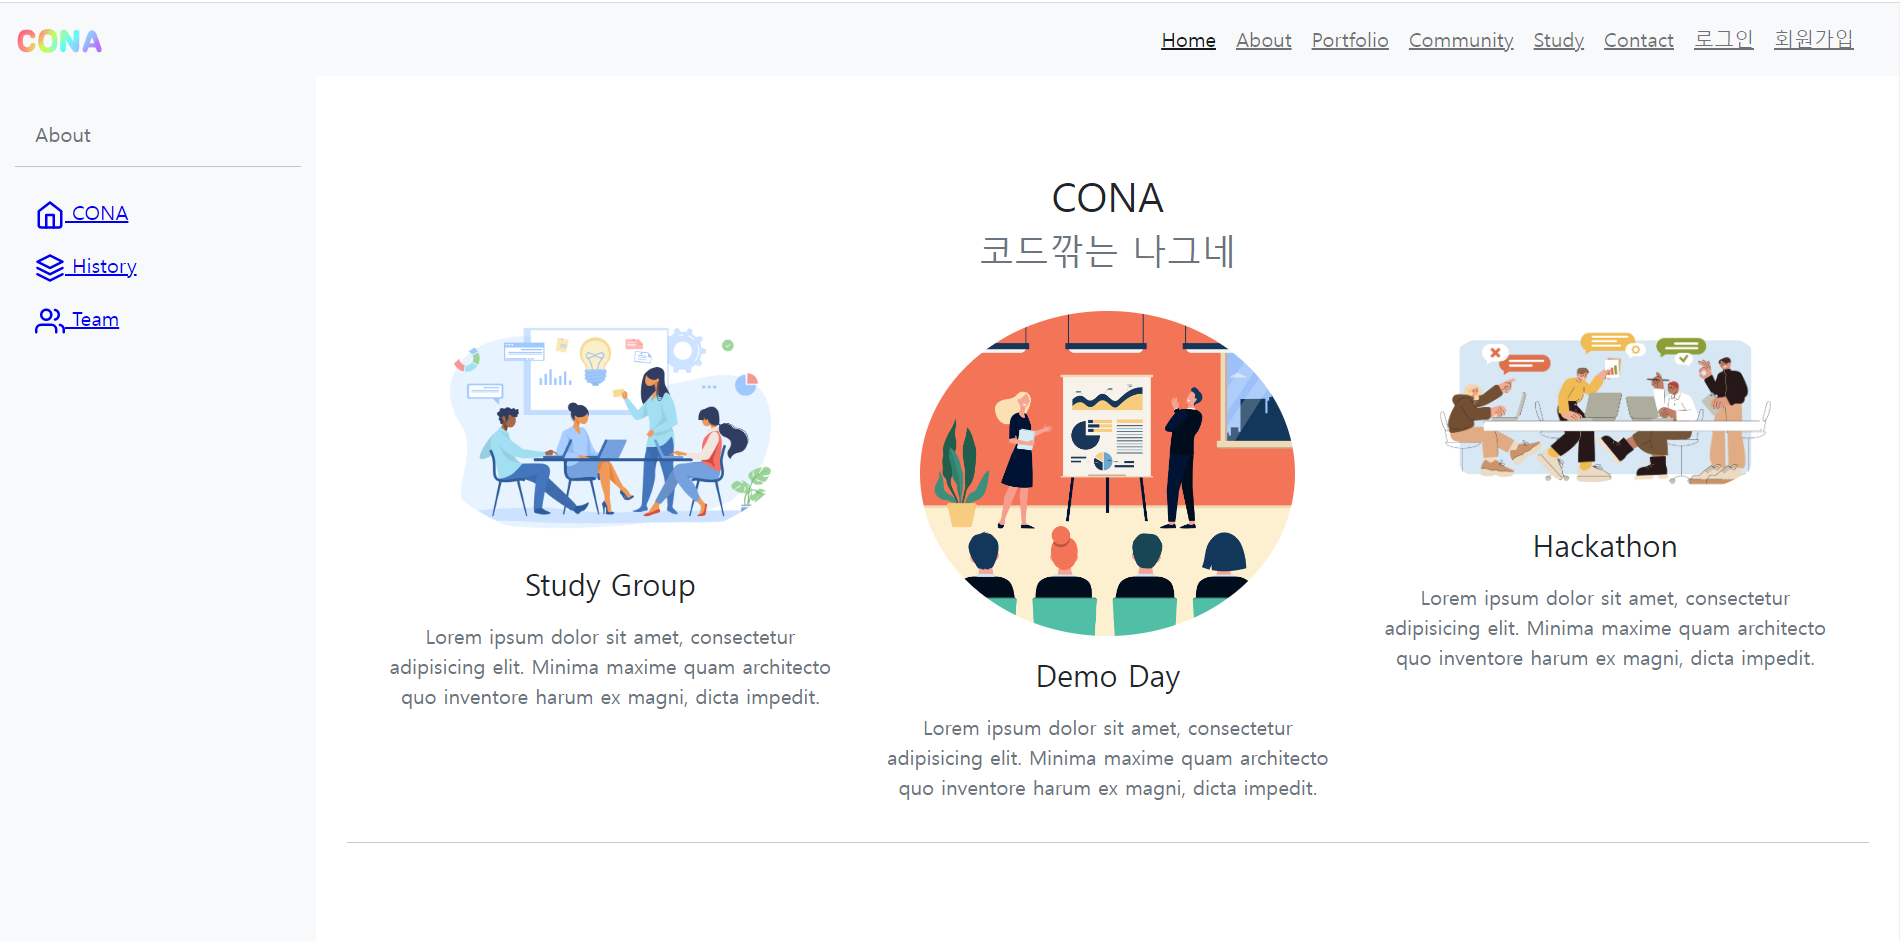 CONA
Home About Portfolio Community Study Contact 로그인 회원가입
About
CONA
History
Team
CONA
코드깎는 나그네
Study Group
Lorem ipsum dolor sit amet, consectetur
adipisicing elit. Minima maxime quam architecto
quo inventore harum ex magni, dicta impedit.
Demo Day
Lorem ipsum dolor sit amet, consectetur
adipisicing elit. Minima maxime quam architecto
quo inventore harum ex magni, dicta impedit.
Hackathon
Lorem ipsum dolor sit amet, consectetur
adipisicing elit. Minima maxime quam architecto
quo inventore harum ex magni, dicta impedit.